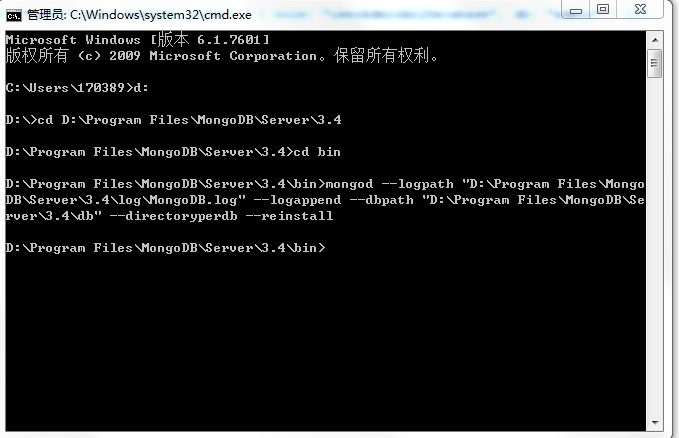 管理员: C:\Windows\system32\cmd.exe
Microsoft Windows [版本 6.1.7601]
版权所有 (c) 2009 Microsoft Corporation。保留所有权利。
C:\Users\170389>d:
D:\>cd D:\Program Files\MongoDB\Server\3.4
D:\Program Files\MongoDB\Server\3.4>cd bin
D:\Program Files\MongoDB\Server\3.4\bin>mongod --logpath "D:\Program Files\Mongo
DB\Server\3.4\log\MongoDB.log" --logappend --dbpath "D:\Program Files\MongoDB\Se
rver\3.4\db" --directoryperdb --reinstall
D:\Program Files\MongoDB\Server\3.4\bin>